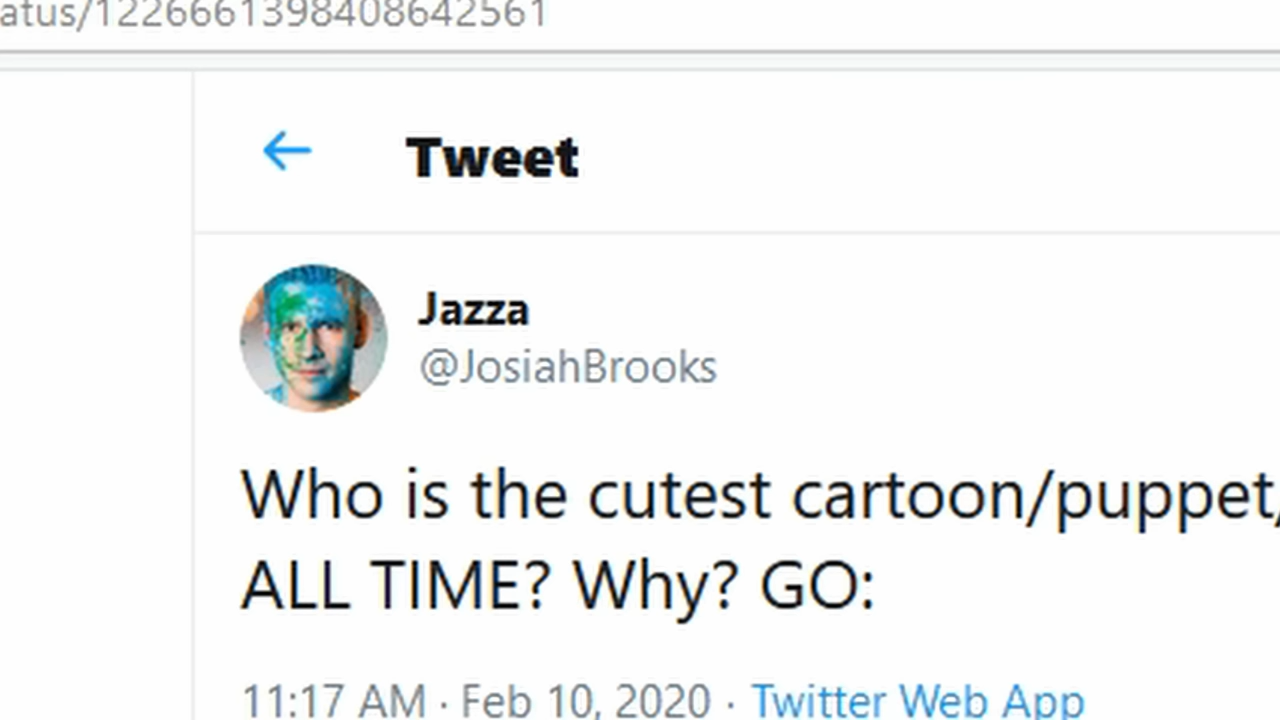 atus/1226661398408642561
Tweet
Jazza
@JosiahBrooks
Who is the cutest cartoon/puppet/
ALL TIME? Why? GO:
11:17 AM · Feb 10, 2020 · Twitter Web App